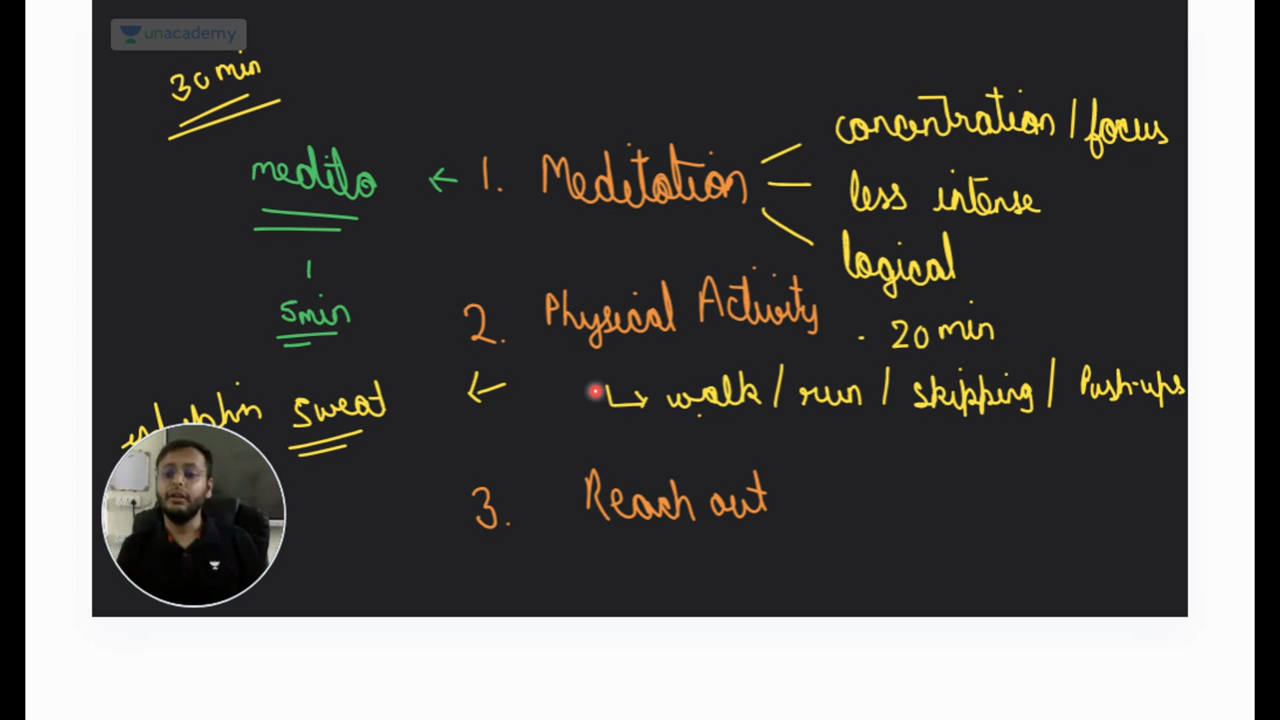 unacademy
30 min
concentration / focus
medito ← 1. Meditation
less intense
logical
5min
2. Physical Activity
. 20 min
sweat ← ↳ walk / run / skipping / Push-ups
3. Reach out